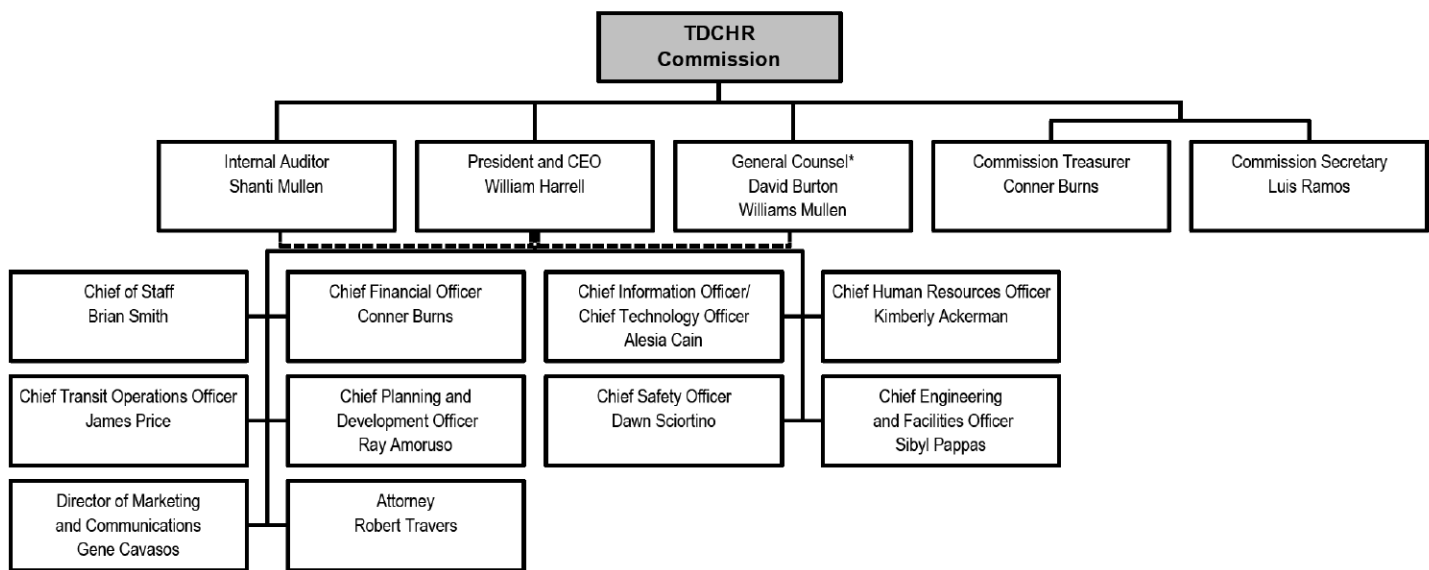 TDCHR
Commission
Internal Auditor
Shanti Mullen
President and CEO
William Harrell
General Counsel*
David Burton
Williams Mullen
Commission Treasurer
Conner Burns
Commission Secretary
Luis Ramos
Chief of Staff
Brian Smith
Chief Financial Officer
Conner Burns
Chief Information Officer/
Chief Technology Officer
Alesia Cain
Chief Human Resources Officer
Kimberly Ackerman
Chief Transit Operations Officer
James Price
Chief Planning and
Development Officer
Ray Amoruso
Chief Safety Officer
Dawn Sciortino
Chief Engineering
and Facilities Officer
Sibyl Pappas
Director of Marketing
and Communications
Gene Cavasos
Attorney
Robert Travers